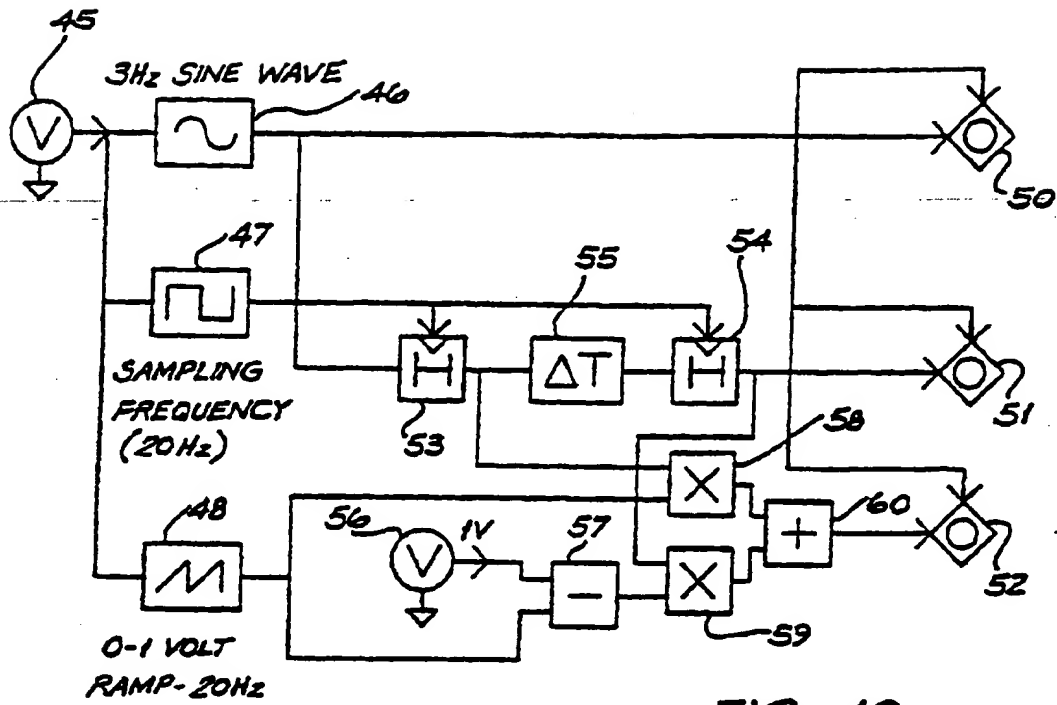 45
3Hz SINE WAVE
46
V
50
47
54
55
SAMPLING
FREQUENCY
(20Hz)
H
ΔT
H
53
51
58
X
48
56
1V
57
60
V
−
X
+
59
52
0-1 VOLT
RAMP-20Hz